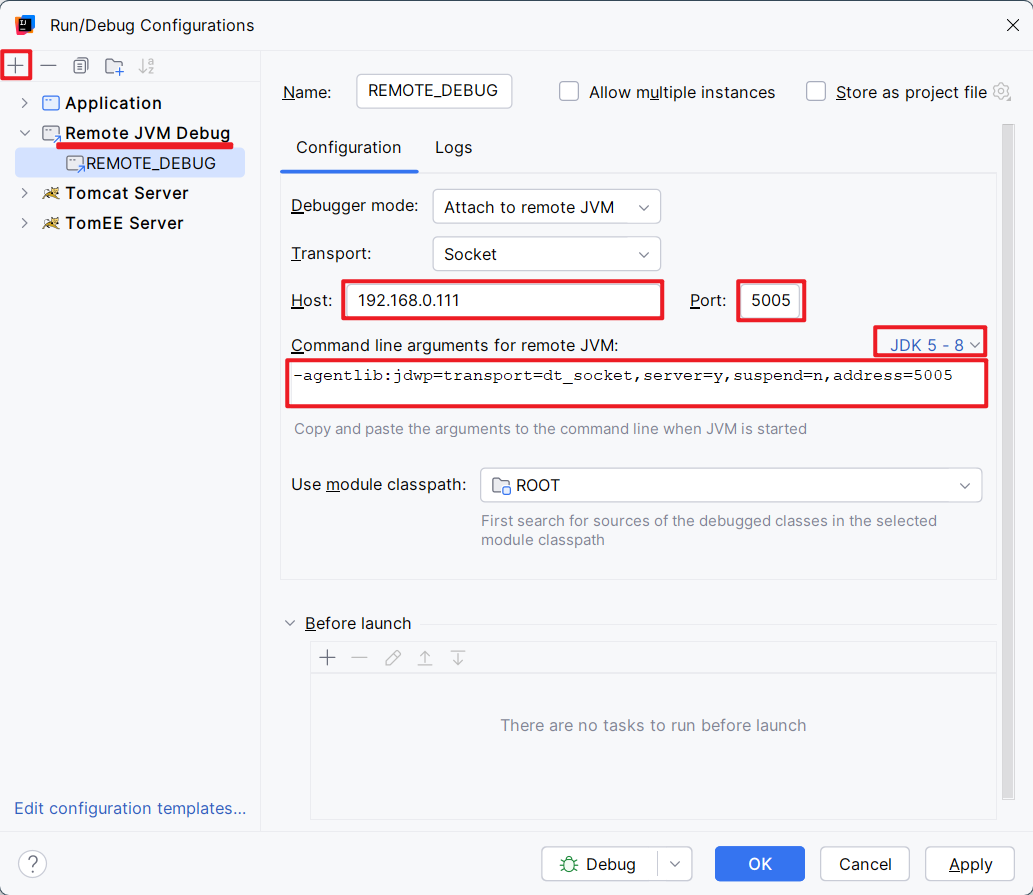 Run/Debug Configurations
Application
Remote JVM Debug
REMOTE_DEBUG
Tomcat Server
TomEE Server
Edit configuration templates...
Name: REMOTE_DEBUG Allow multiple instances Store as project file
Configuration Logs
Debugger mode: Attach to remote JVM
Transport: Socket
Host: 192.168.0.111 Port: 5005
Command line arguments for remote JVM: JDK 5 - 8
-agentlib:jdwp=transport=dt_socket,server=y,suspend=n,address=5005
Copy and paste the arguments to the command line when JVM is started
Use module classpath: ROOT
First search for sources of the debugged classes in the selected
module classpath
Before launch
There are no tasks to run before launch
? Debug OK Cancel Apply